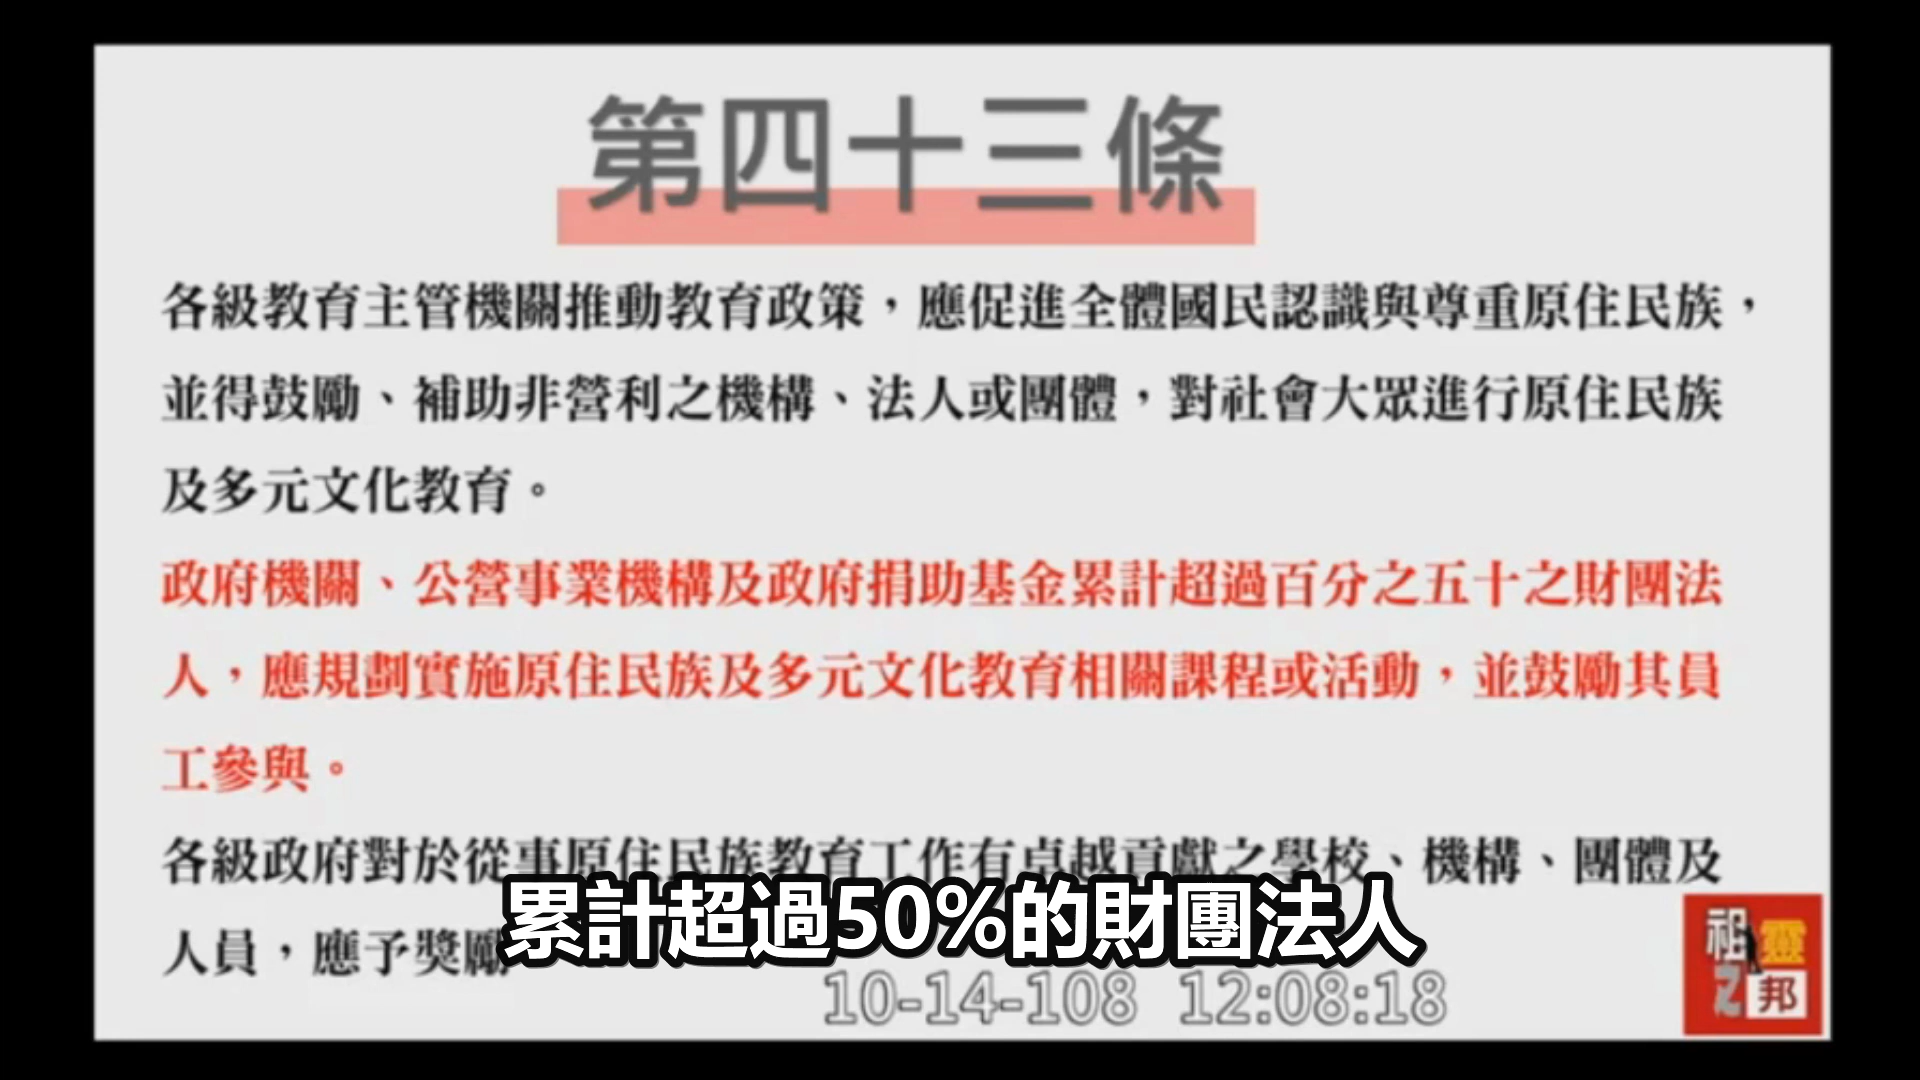 第四十三條
各級教育主管機關推動教育政策，應促進全體國民認識與尊重原住民族，
並得鼓勵、補助非營利之機構、法人或團體，對社會大眾進行原住民族
及多元文化教育。
政府機關、公營事業機構及政府捐助基金累計超過百分之五十之財團法
人，應規劃實施原住民族及多元文化教育相關課程或活動，並鼓勵其員
工參與。
各級政府對於從事原住民族教育工作有卓越貢獻之學校、機構、團體及
人員，應予獎勵
累計超過50%的財團法人
10-14-108 12:08:18
祖靈
之邦